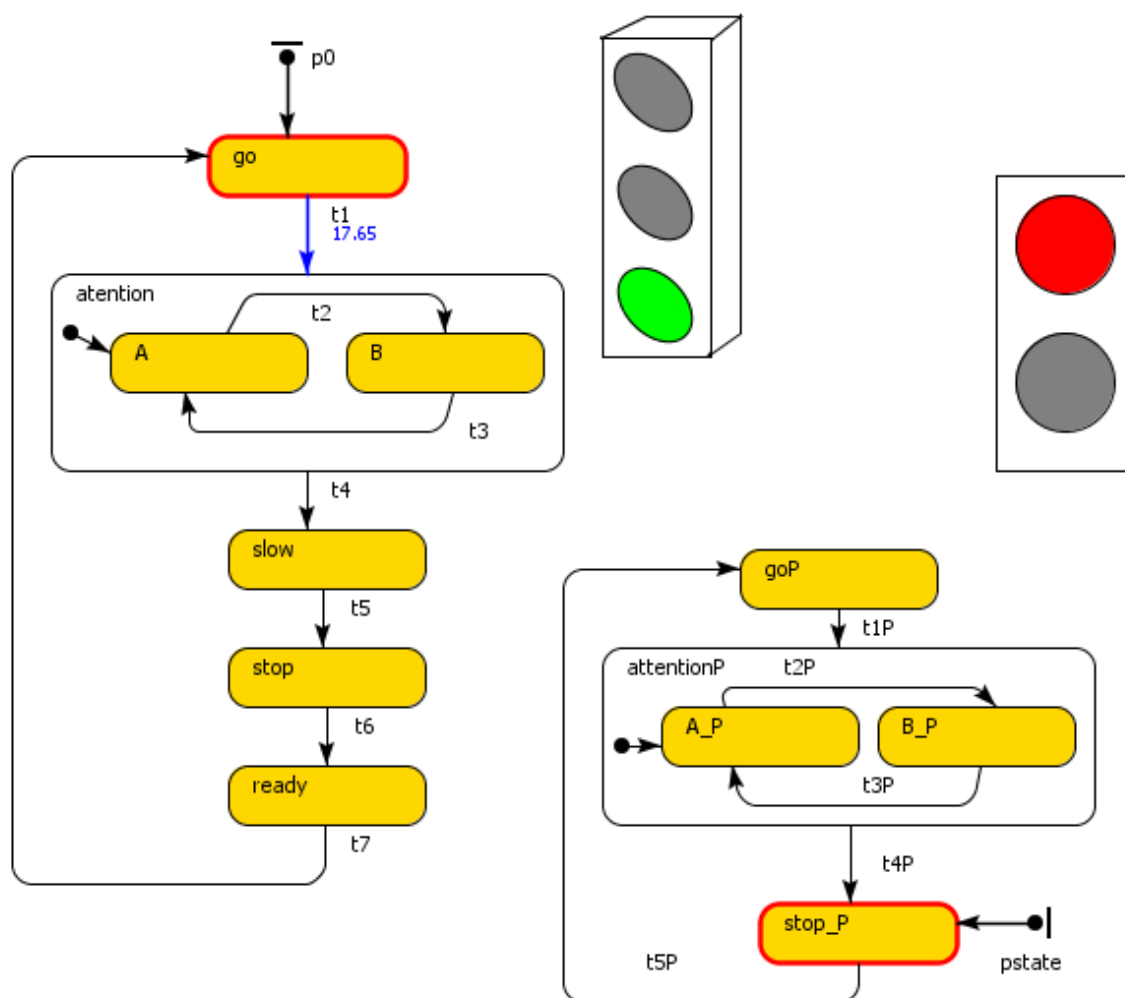 p0
go
t1
17.65
atention
t2
A
B
t3
t4
slow
t5
stop
t6
ready
t7
goP
t1P
attentionP
t2P
A_P
B_P
t3P
t4P
stop_P
t5P
pstate